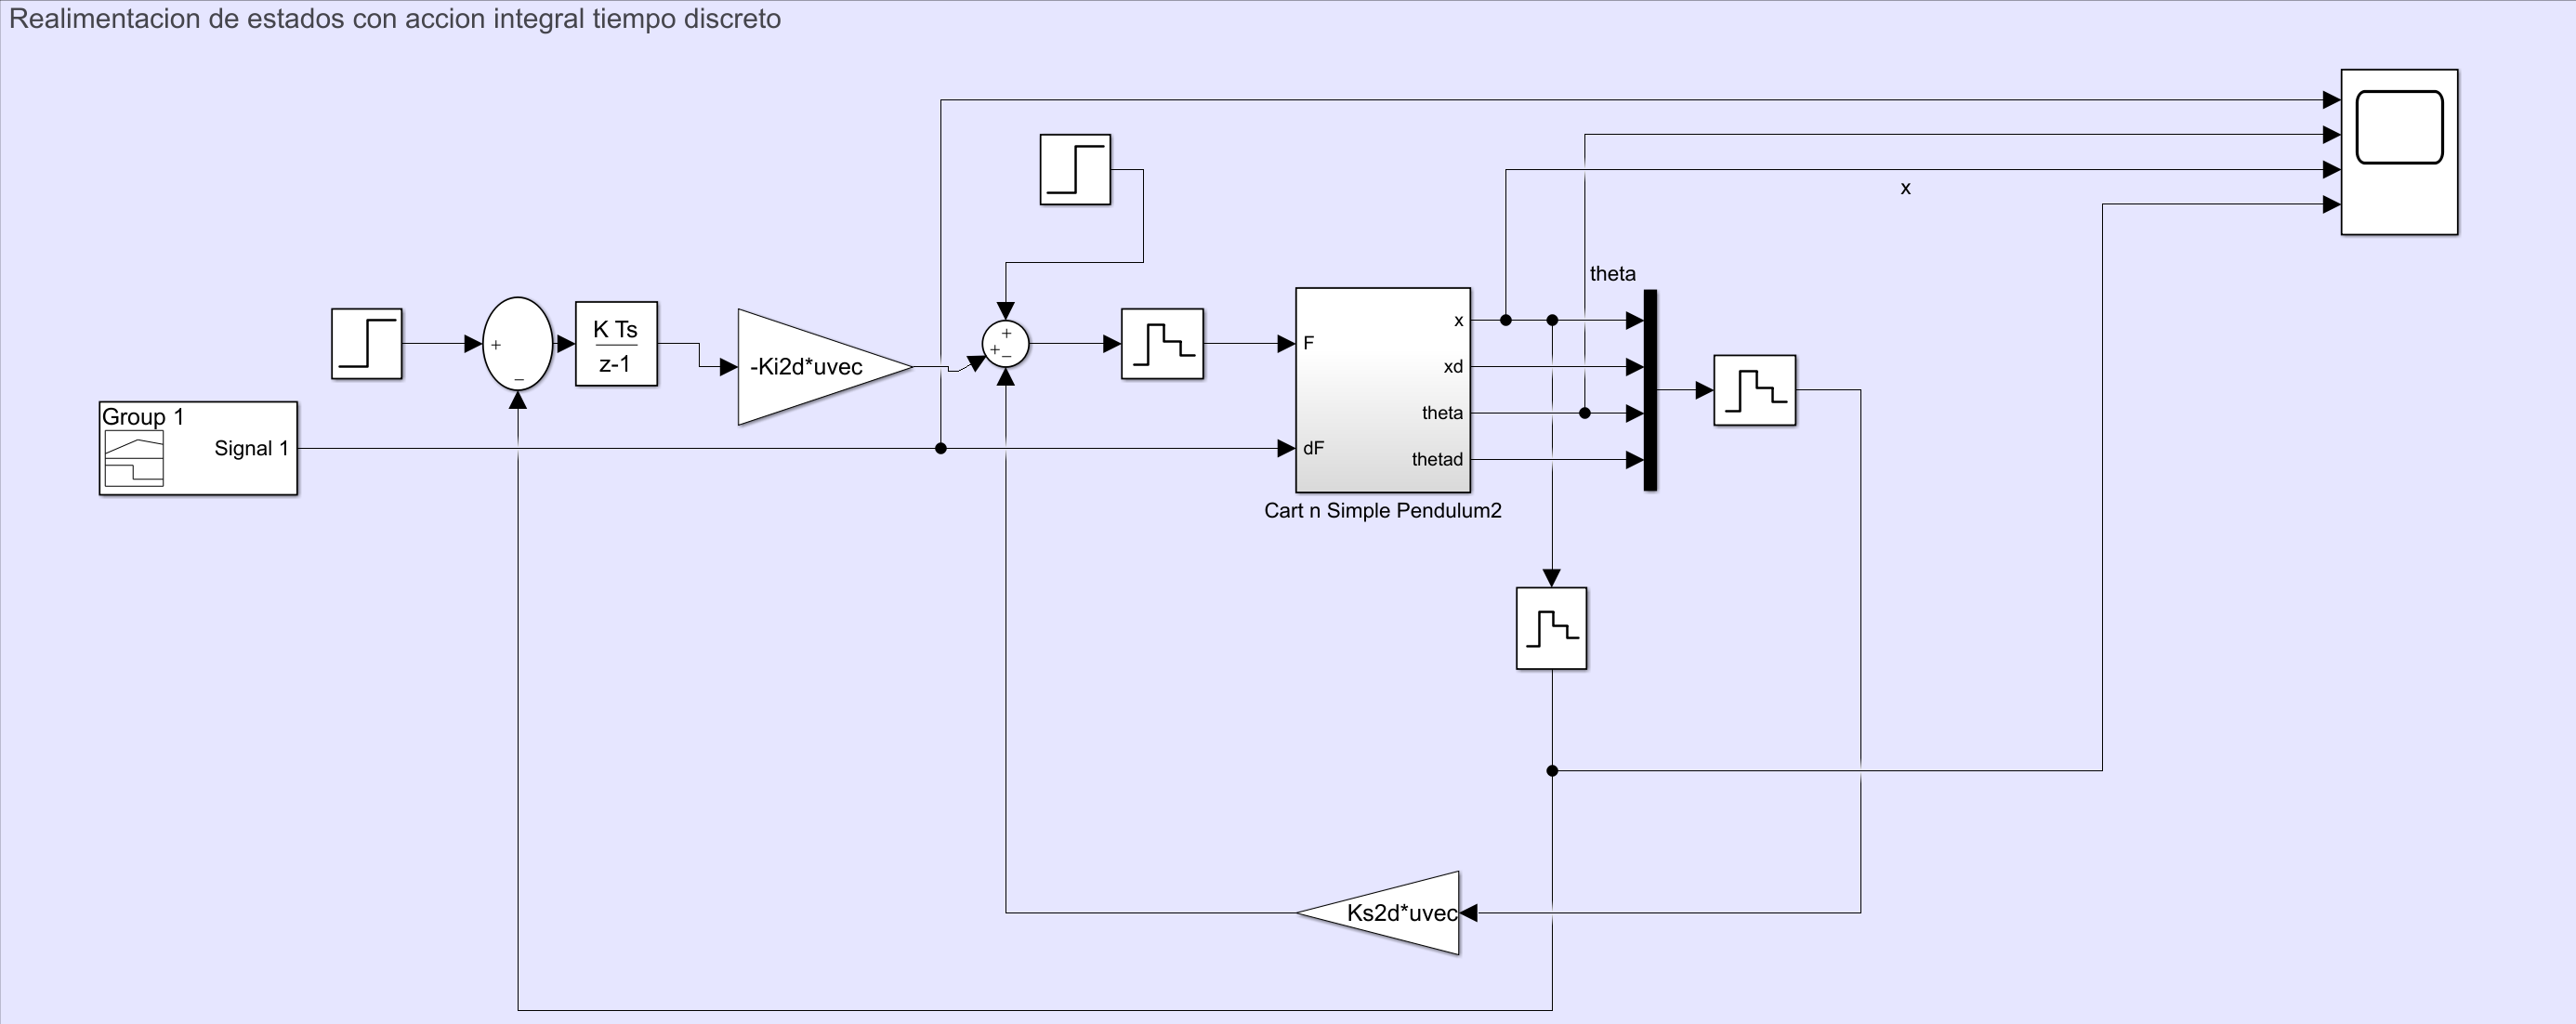 Realimentacion de estados con accion integral tiempo discreto
x
theta
K Ts
z-1
-Ki2d*uvec
+
−
+
+
−
F
dF
x
xd
theta
thetad
Group 1
Signal 1
Cart n Simple Pendulum2
Ks2d*uvec